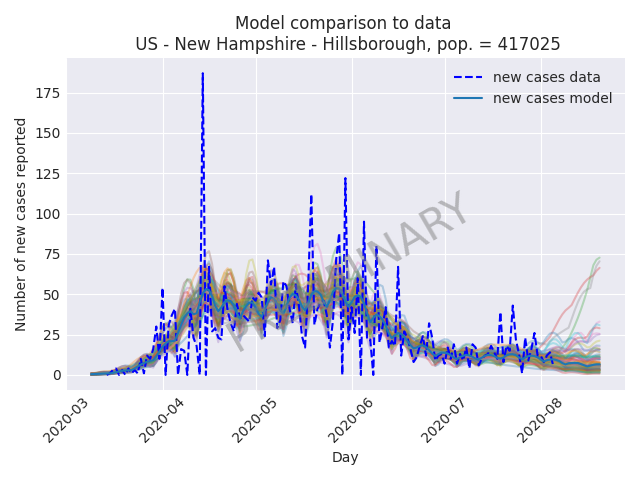 Model comparison to data
US - New Hampshire - Hillsborough, pop. = 417025
new cases data
new cases model
Number of new cases reported
175
150
125
100
75
50
25
0
2020-03
2020-04
2020-05
2020-06
2020-07
2020-08
Day